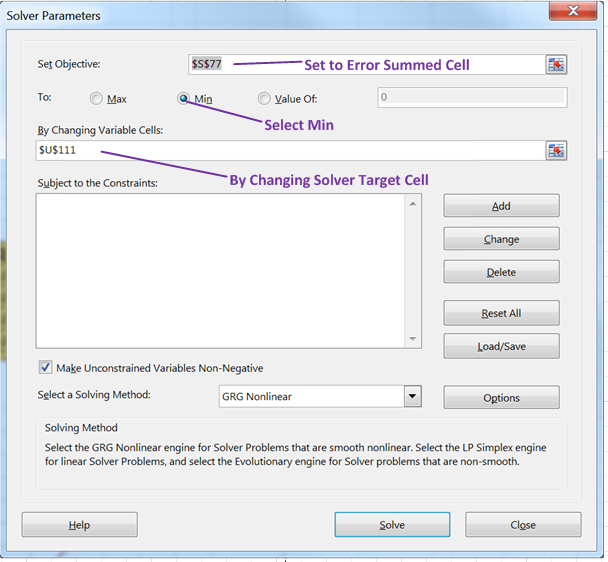 Solver Parameters
Set Objective: $S$77 Set to Error Summed Cell
To: Max Min Value Of: 0
Select Min
By Changing Variable Cells:
$U$111
By Changing Solver Target Cell
Subject to the Constraints:
Add
Change
Delete
Reset All
Load/Save
Make Unconstrained Variables Non-Negative
Select a Solving Method: GRG Nonlinear Options
Solving Method
Select the GRG Nonlinear engine for Solver Problems that are smooth nonlinear. Select the LP Simplex engine
for linear Solver Problems, and select the Evolutionary engine for Solver problems that are non-smooth.
Help Solve Close